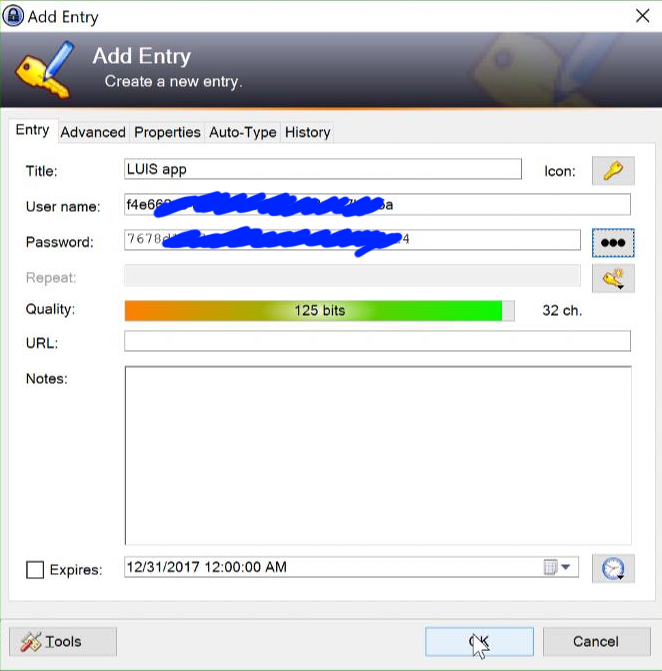 Add Entry
Add Entry
Create a new entry.
Entry Advanced Properties Auto-Type History
Title: LUIS app Icon:
User name: f4e66 a
Password: 7678 4
Repeat:
Quality: 125 bits 32 ch.
URL:
Notes:
Expires: 12/31/2017 12:00:00 AM
Tools OK Cancel